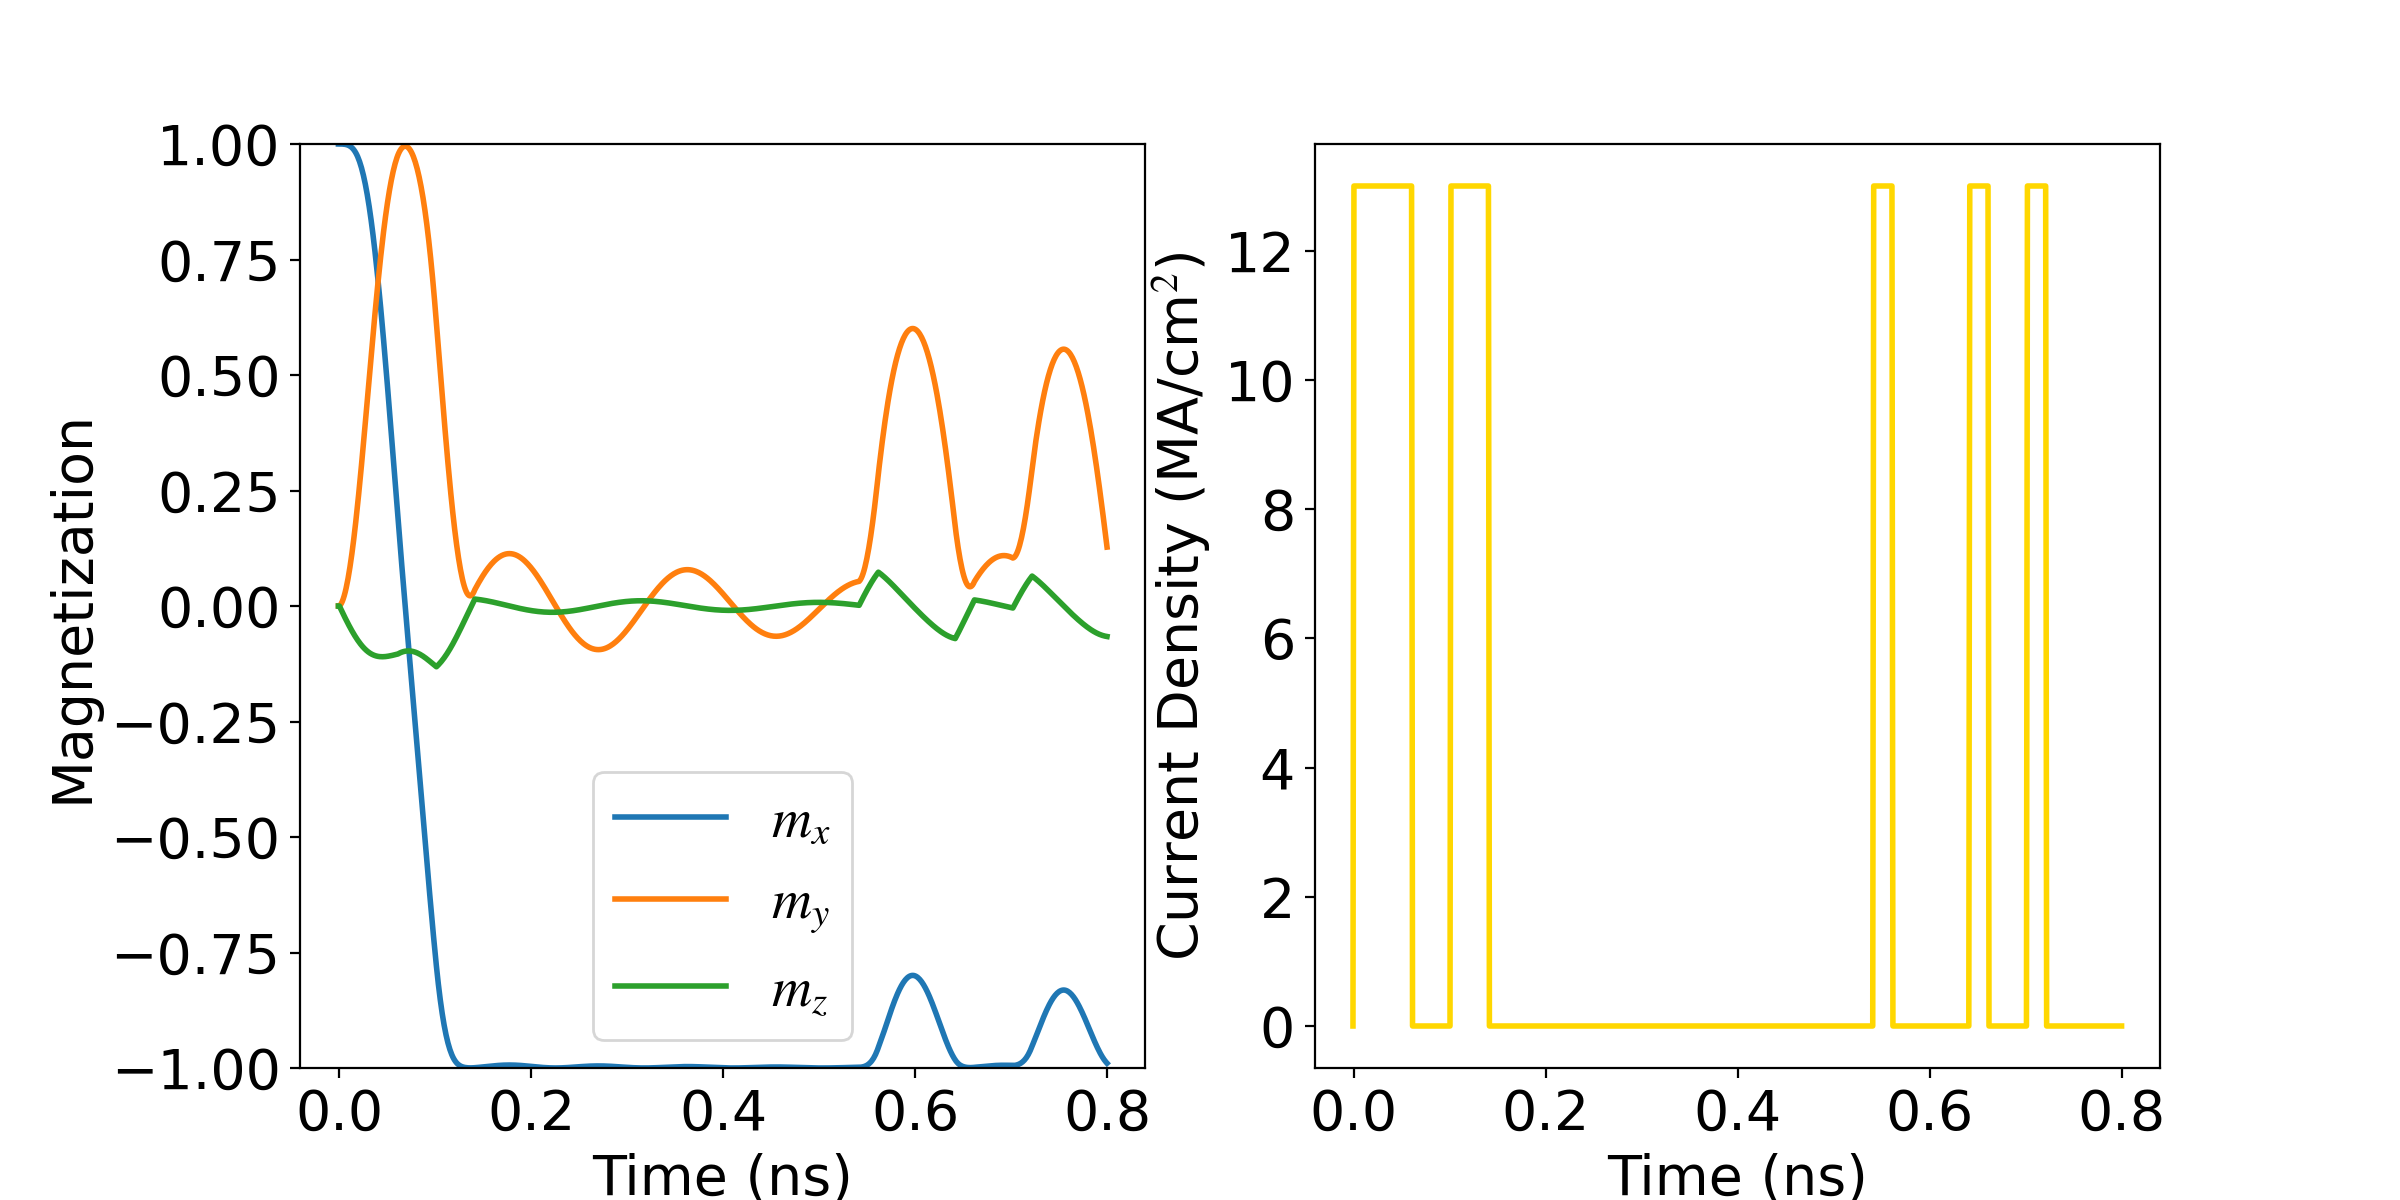 1.00
0.75
0.50
0.25
0.00
−0.25
−0.50
−0.75
−1.00
Magnetization
0.0 0.2 0.4 0.6 0.8
Time (ns)
m_x
m_y
m_z
12
10
8
6
4
2
0
Current Density (MA/cm²)
0.0 0.2 0.4 0.6 0.8
Time (ns)